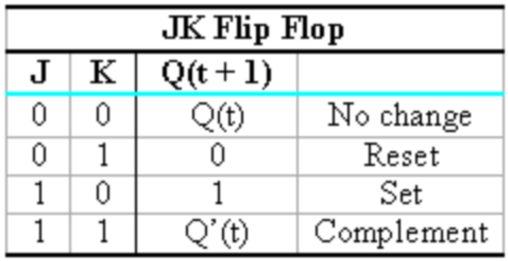 JK Flip Flop
J K Q(t + 1)
0 0 Q(t) No change
0 1 0 Reset
1 0 1 Set
1 1 Q’(t) Complement